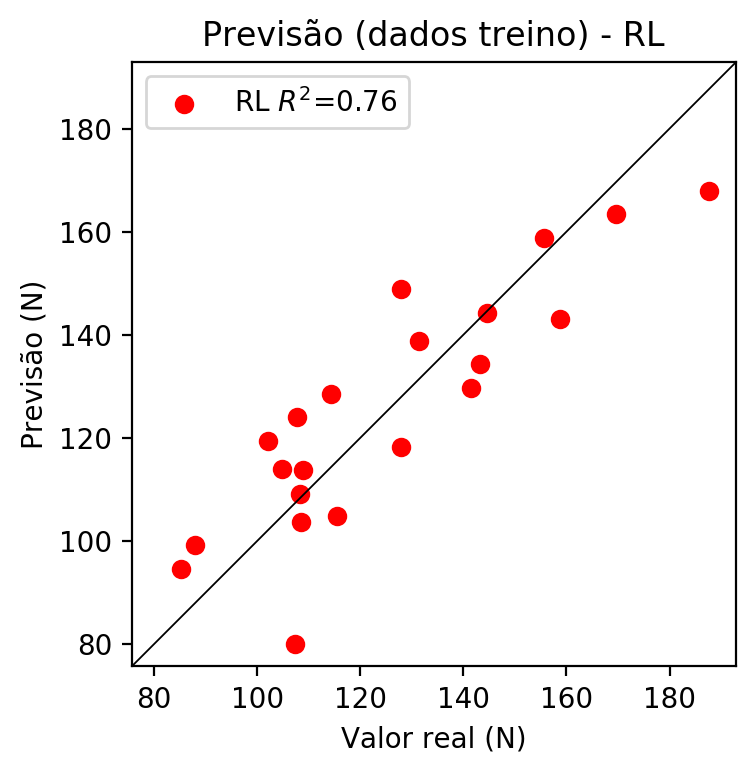 Previsão (dados treino) - RL
RL R²=0.76
180
160
140
120
100
80
Previsão (N)
80 100 120 140 160 180
Valor real (N)